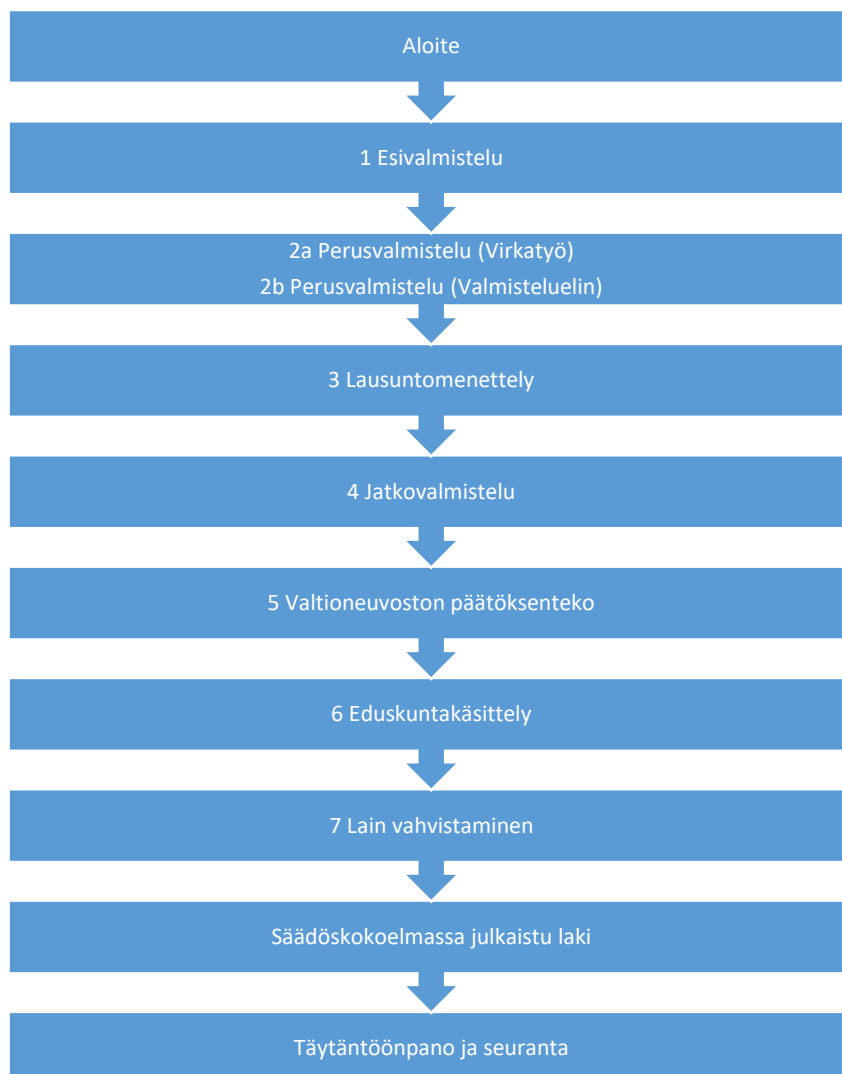 Aloite
1 Esivalmistelu
2a Perusvalmistelu (Virkatyö)
2b Perusvalmistelu (Valmisteluelin)
3 Lausuntomenettely
4 Jatkovalmistelu
5 Valtioneuvoston päätöksenteko
6 Eduskuntakäsittely
7 Lain vahvistaminen
Säädöskokoelmassa julkaistu laki
Täytäntöönpano ja seuranta